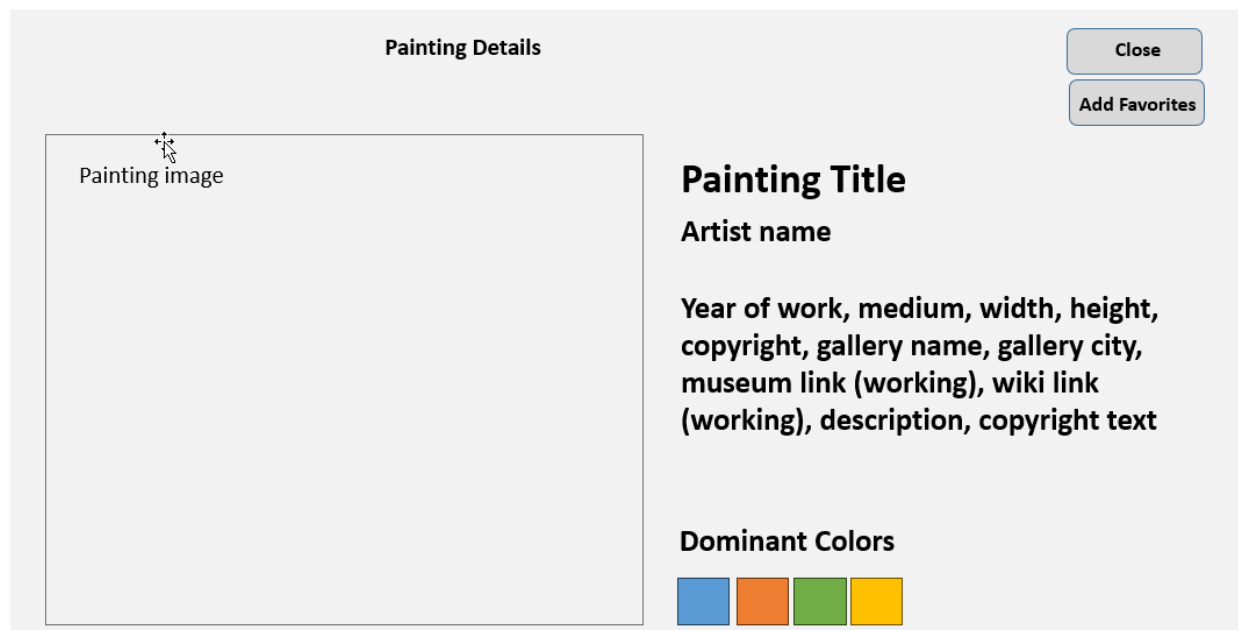 Painting Details
Close
Add Favorites
Painting image
Painting Title
Artist name
Year of work, medium, width, height,
copyright, gallery name, gallery city,
museum link (working), wiki link
(working), description, copyright text
Dominant Colors